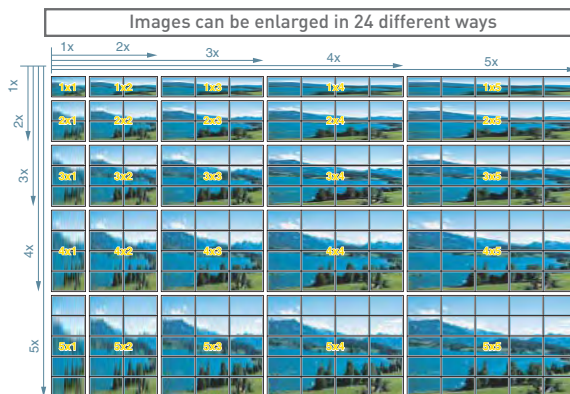 Images can be enlarged in 24 different ways
1x
2x
3x
4x
5x
1x
2x
3x
4x
5x
1x1
1x2
1x3
1x4
1x5
2x1
2x2
2x3
2x4
2x5
3x1
3x2
3x3
3x4
3x5
4x1
4x2
4x3
4x4
4x5
5x1
5x2
5x3
5x4
5x5